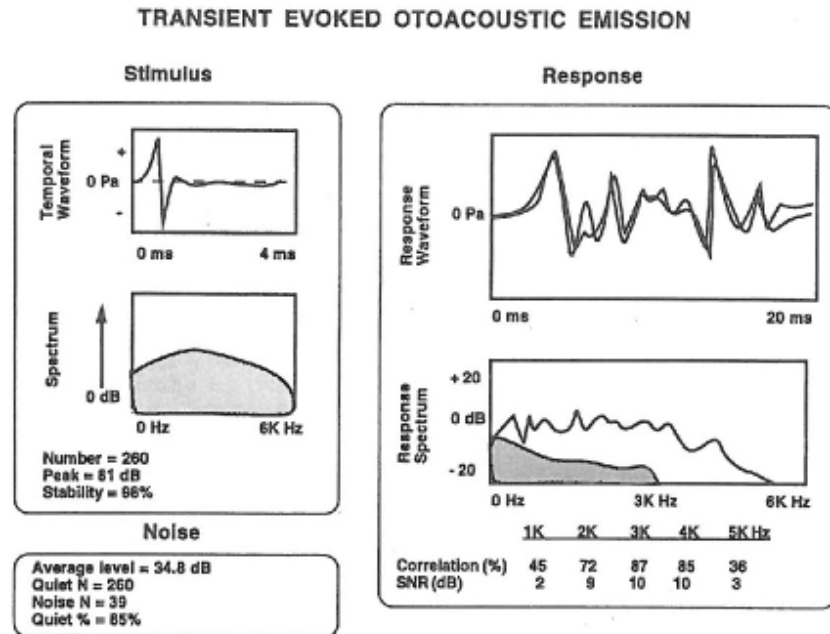 TRANSIENT EVOKED OTOACOUSTIC EMISSION
Stimulus
Temporal
Waveform
+
0 Pa
-
0 ms 4 ms
Spectrum
0 dB
0 Hz 6K Hz
Number = 260
Peak = 81 dB
Stability = 96%
Noise
Average level = 34.8 dB
Quiet N = 260
Noise N = 39
Quiet % = 85%
Response
Response
Waveform
0 Pa
0 ms 20 ms
Response
Spectrum
+ 20
0 dB
- 20
0 Hz 3K Hz 6K Hz
1K 2K 3K 4K 5K Hz
Correlation (%) 45 72 87 85 36
SNR (dB) 2 9 10 10 3